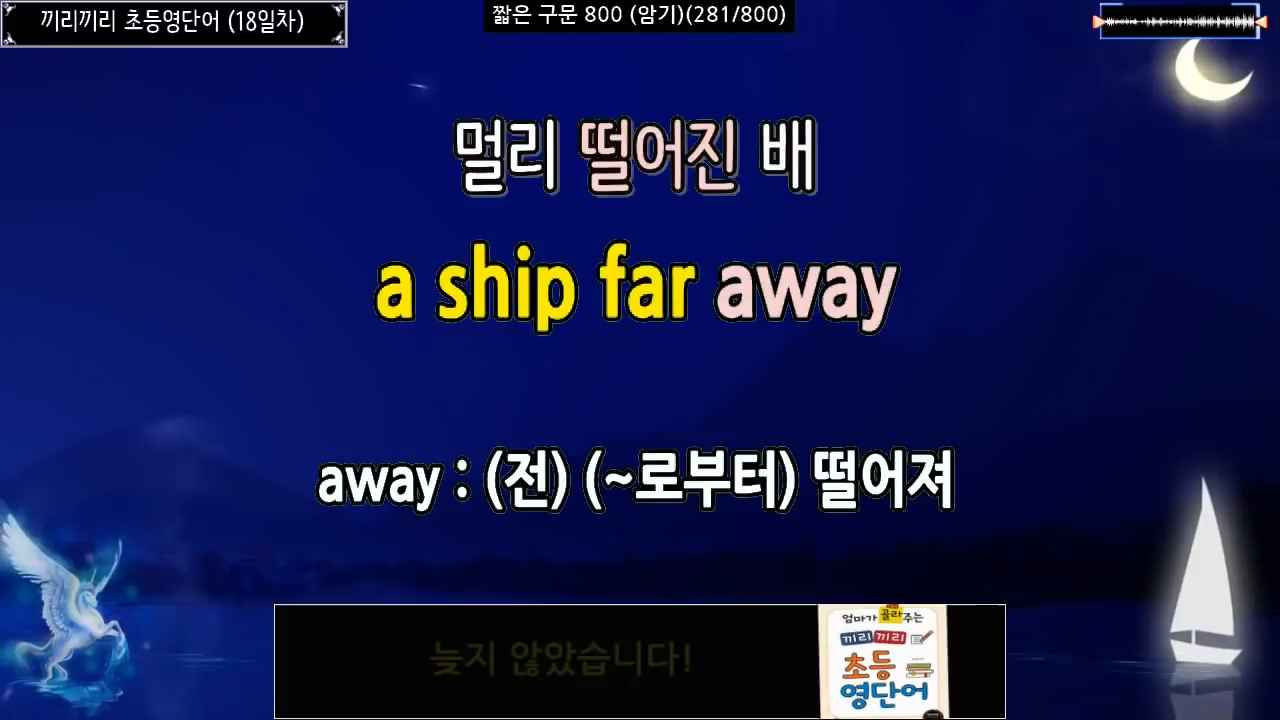 끼리끼리 초등영단어 (18일차)
짧은 구문 800 (암기)(281/800)
멀리 떨어진 배
a ship far away
away : (전) (~로부터) 떨어져
늦지 않았습니다!
엄마가 골라주는
끼리끼리
초등
영단어